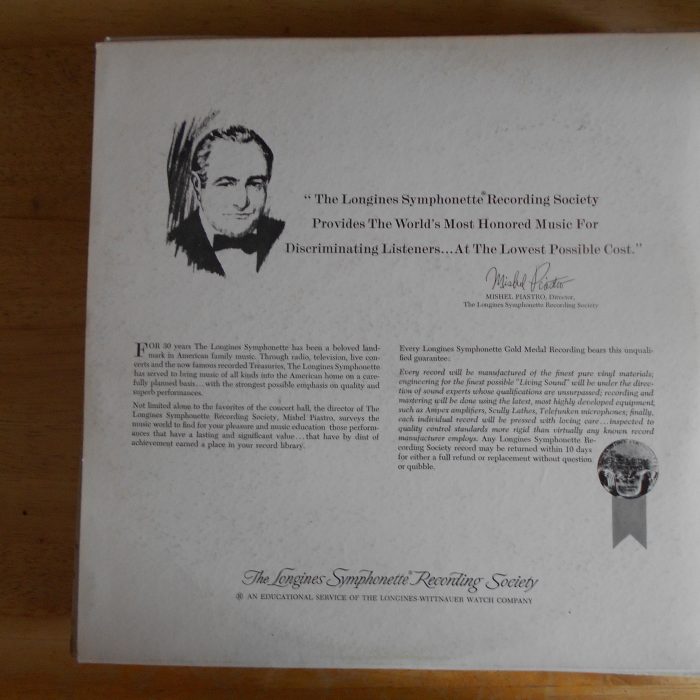 “ The Longines Symphonette® Recording Society
Provides The World's Most Honored Music For
Discriminating Listeners...At The Lowest Possible Cost.”
Mishel Piastro
MISHEL PIASTRO, Director,
The Longines Symphonette Recording Society
FOR 30 years The Longines Symphonette has been a beloved land-
mark in American family music. Through radio, television, live con-
certs and the now famous recorded Treasuries, The Longines Symphonette
has served to bring music of all kinds into the American home on a care-
fully planned basis...with the strongest possible emphasis on quality and
superb performances.
Not limited alone to the favorites of the concert hall, the director of The
Longines Symphonette Recording Society, Mishel Piastro, surveys the
music world to find for your pleasure and music education those perform-
ances that have a lasting and significant value...that have by dint of
achievement earned a place in your record library.
Every Longines Symphonette Gold Medal Recording bears this unquali-
fied guarantee:
Every record will be manufactured of the finest pure vinyl materials;
engineering for the finest possible "Living Sound" will be under the direc-
tion of sound experts whose qualifications are unsurpassed; recording and
mastering will be done using the latest, most highly developed equipment,
such as Ampex amplifiers, Scully Lathes, Telefunken microphones; finally,
each individual record will be pressed with loving care...inspected to
quality control standards more rigid than virtually any known record
manufacturer employs. Any Longines Symphonette Re-
cording Society record may be returned within 10 days
for either a full refund or replacement without question
or quibble.
The Longines Symphonette® Recording Society
® AN EDUCATIONAL SERVICE OF THE LONGINES-WITTNAUER WATCH COMPANY